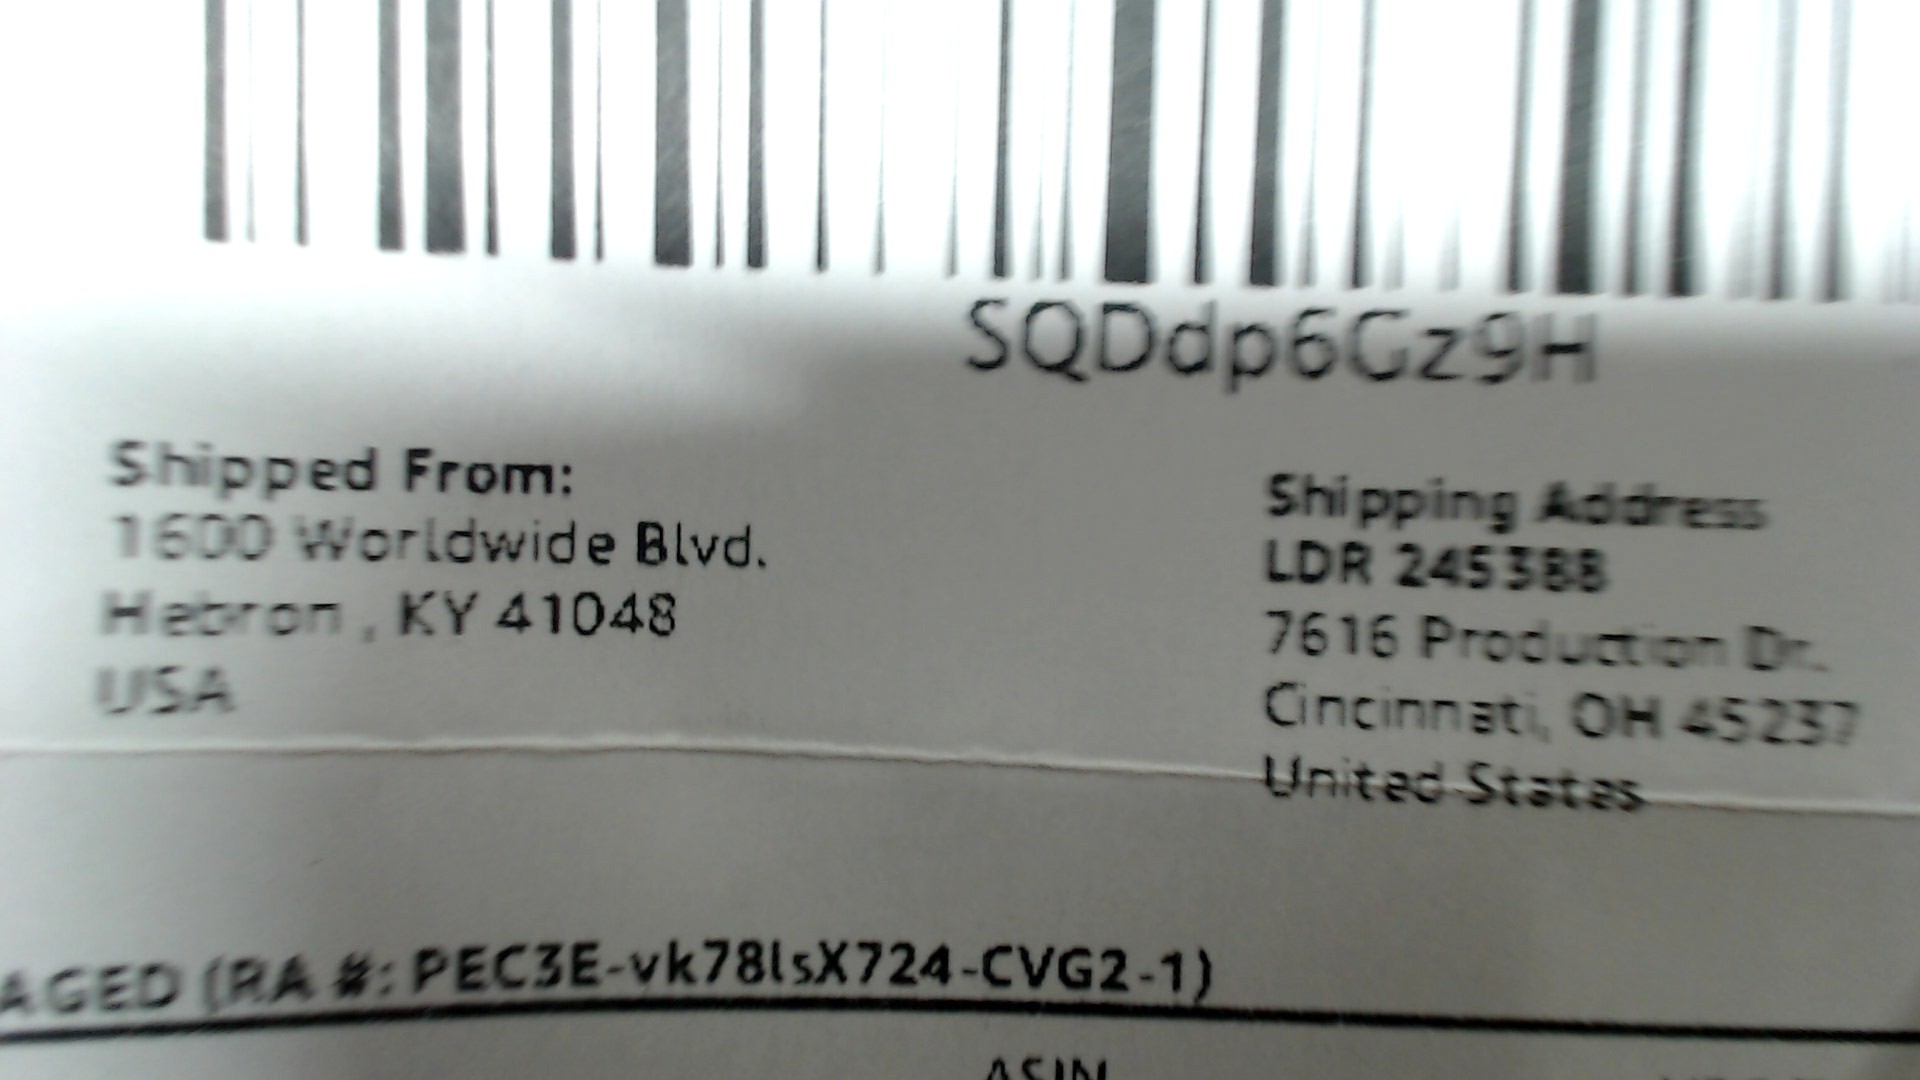 SQDdp6Gz9H
Shipped From:
1600 Worldwide Blvd.
Hebron , KY 41048
USA
Shipping Address
LDR 245388
7616 Production Dr.
Cincinnati, OH 45237
United States
AGED (RA #: PEC3E-vk78lsX724-CVG2-1)
ASIN